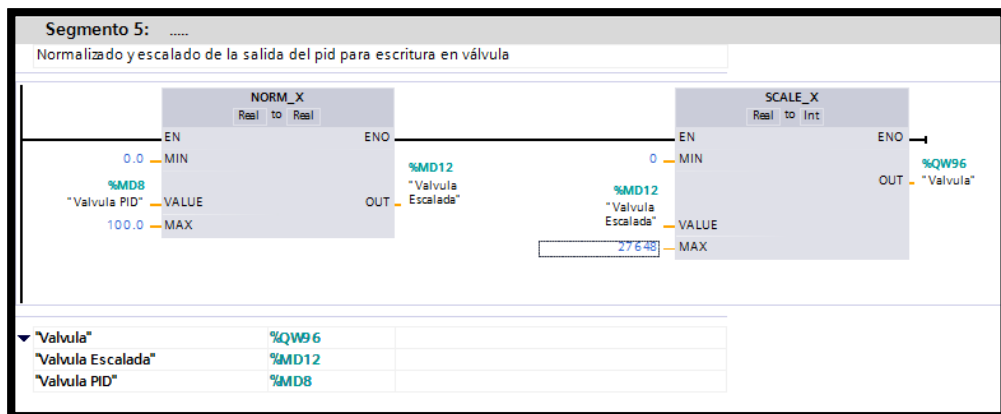 Segmento 5: .....
Normalizado y escalado de la salida del pid para escritura en válvula
NORM_X
Real to Real
EN
ENO
0.0
MIN
%MD8
"Valvula PID"
VALUE
100.0
MAX
OUT
%MD12
"Valvula
Escalada"
SCALE_X
Real to Int
EN
ENO
0
MIN
%MD12
"Valvula
Escalada"
VALUE
27648
MAX
OUT
%QW96
"Valvula"
"Valvula" %QW96
"Valvula Escalada" %MD12
"Valvula PID" %MD8